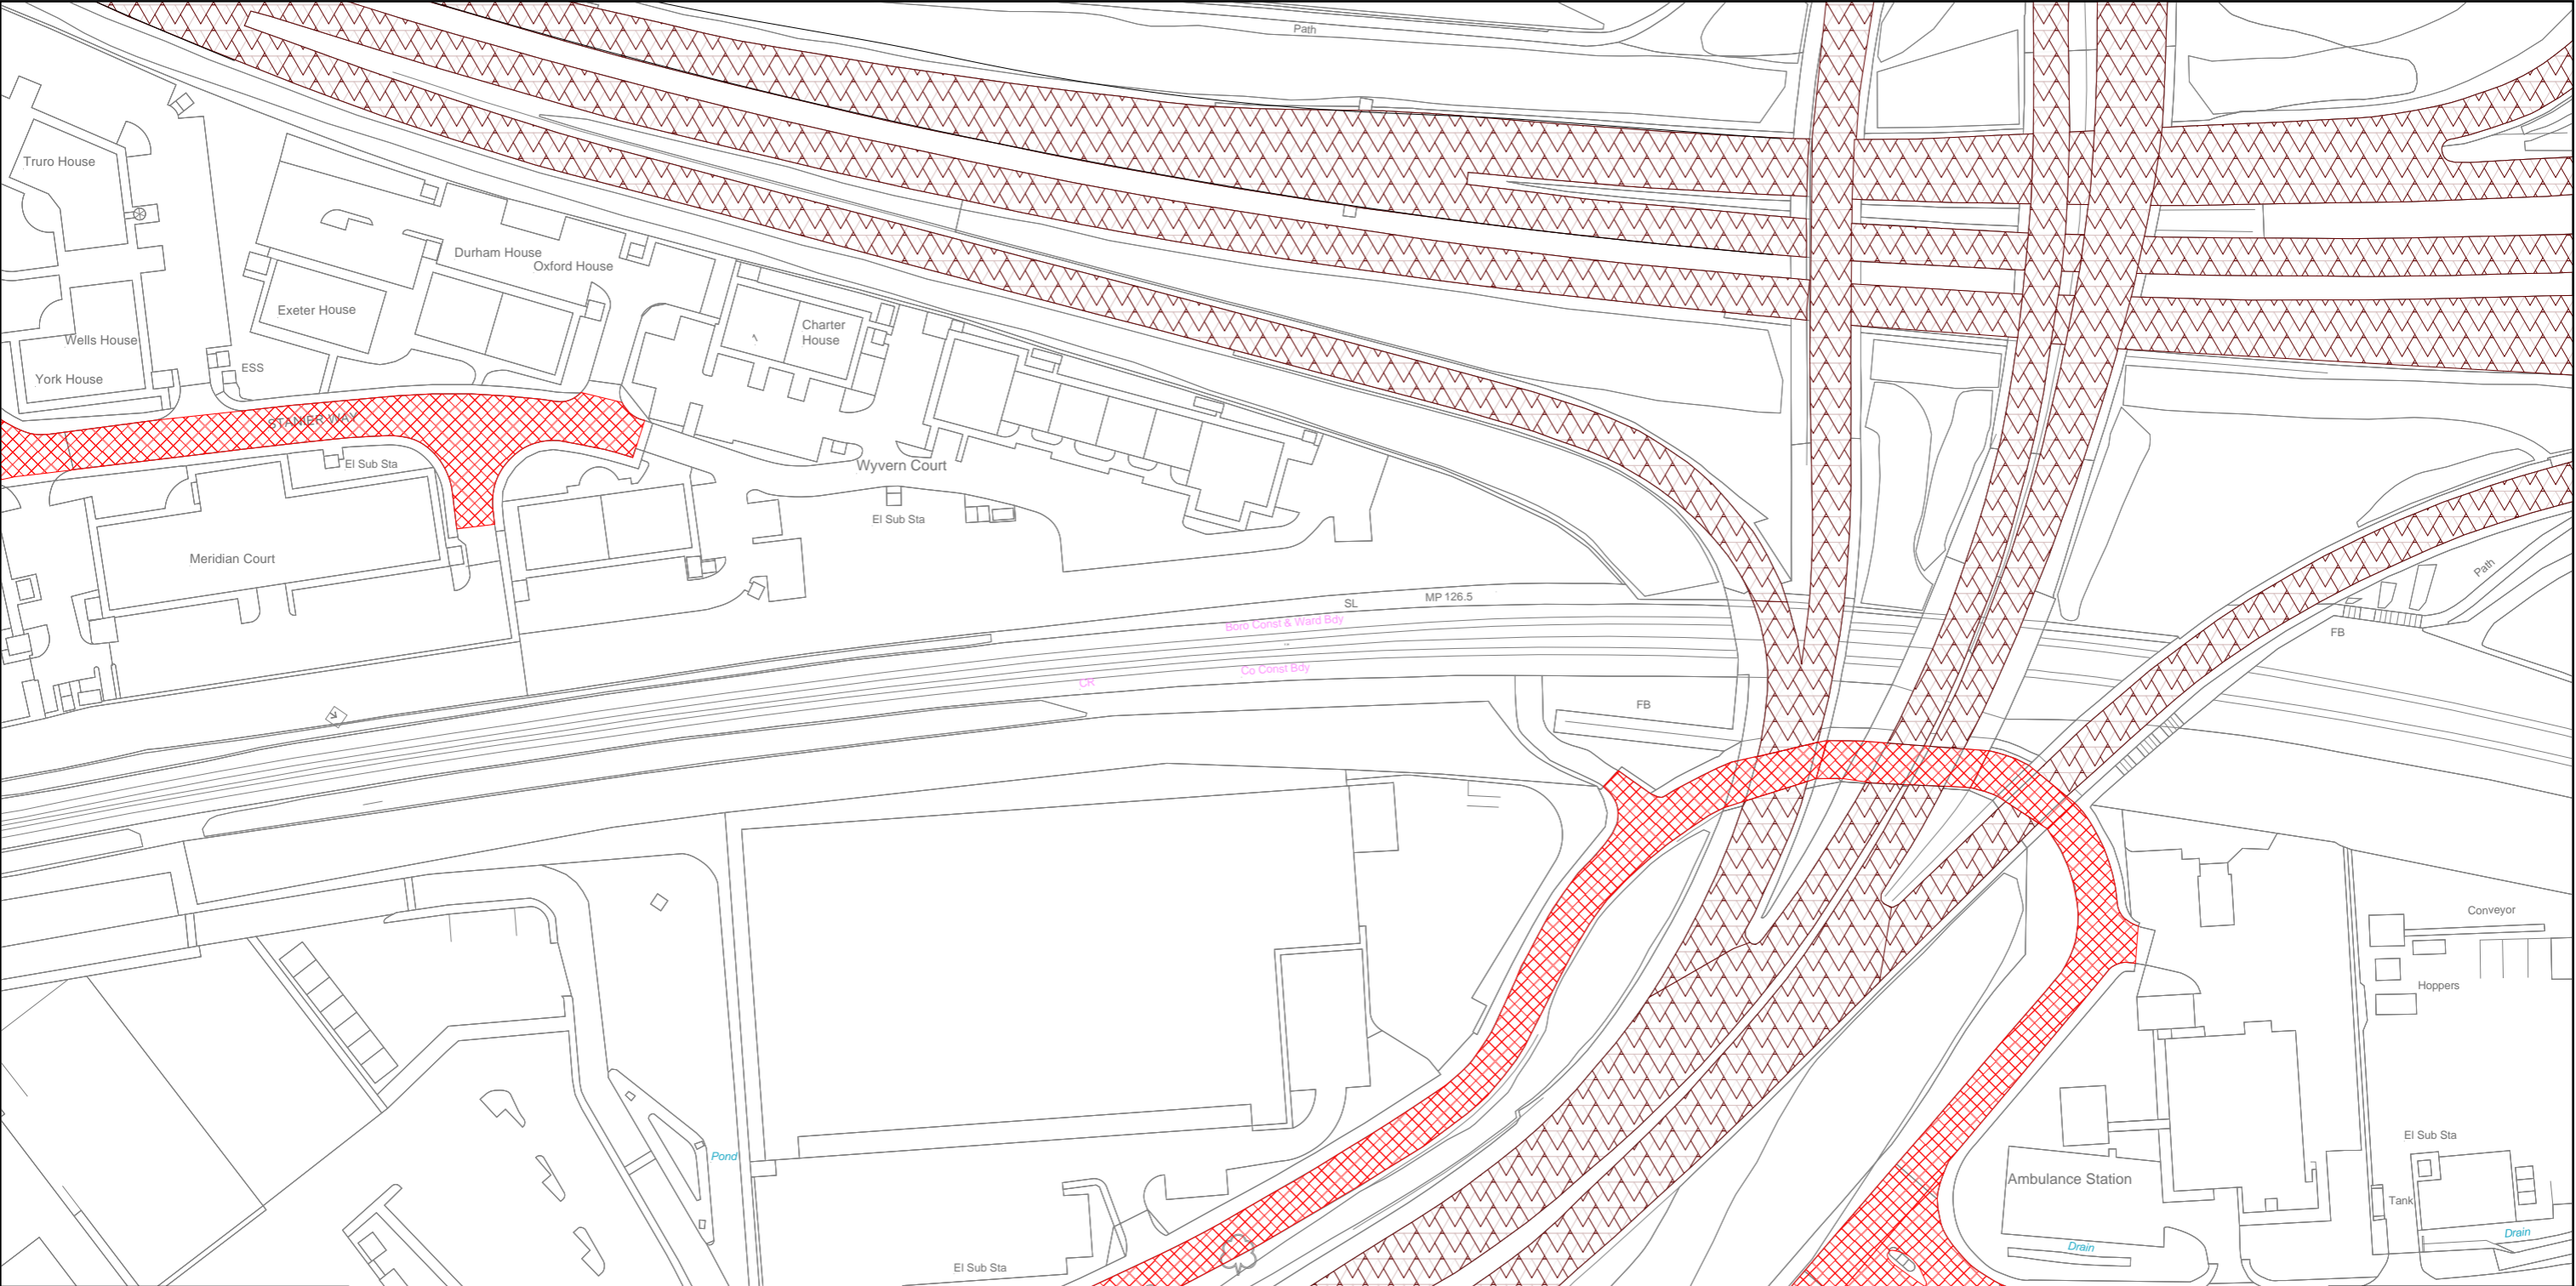 Path
Truro House
Durham House
Oxford House
Exeter House
Charter
House
Wells House
ESS
York House
STANIER WAY
El Sub Sta
Wyvern Court
El Sub Sta
Meridian Court
Path
SL
MP 126.5
Boro Const & Ward Bdy
FB
Co Const Bdy
CR
FB
Conveyor
Hoppers
El Sub Sta
Pond
Ambulance Station
Tank
Drain
Drain
El Sub Sta